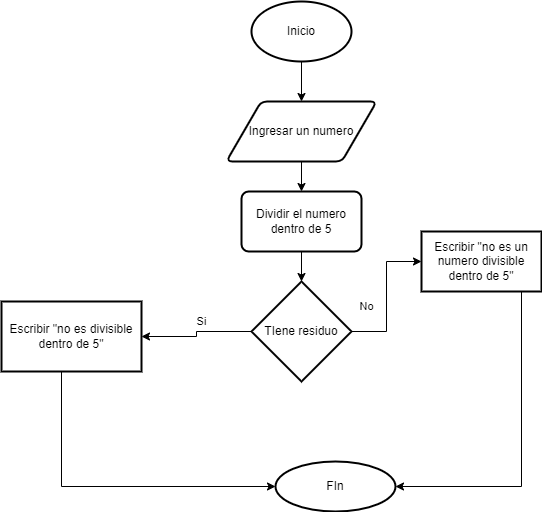 Inicio
Ingresar un numero
Dividir el numero
dentro de 5
Escribir "no es un
numero divisible
dentro de 5"
No
Si
TIene residuo
Escribir "no es divisible
dentro de 5"
FIn